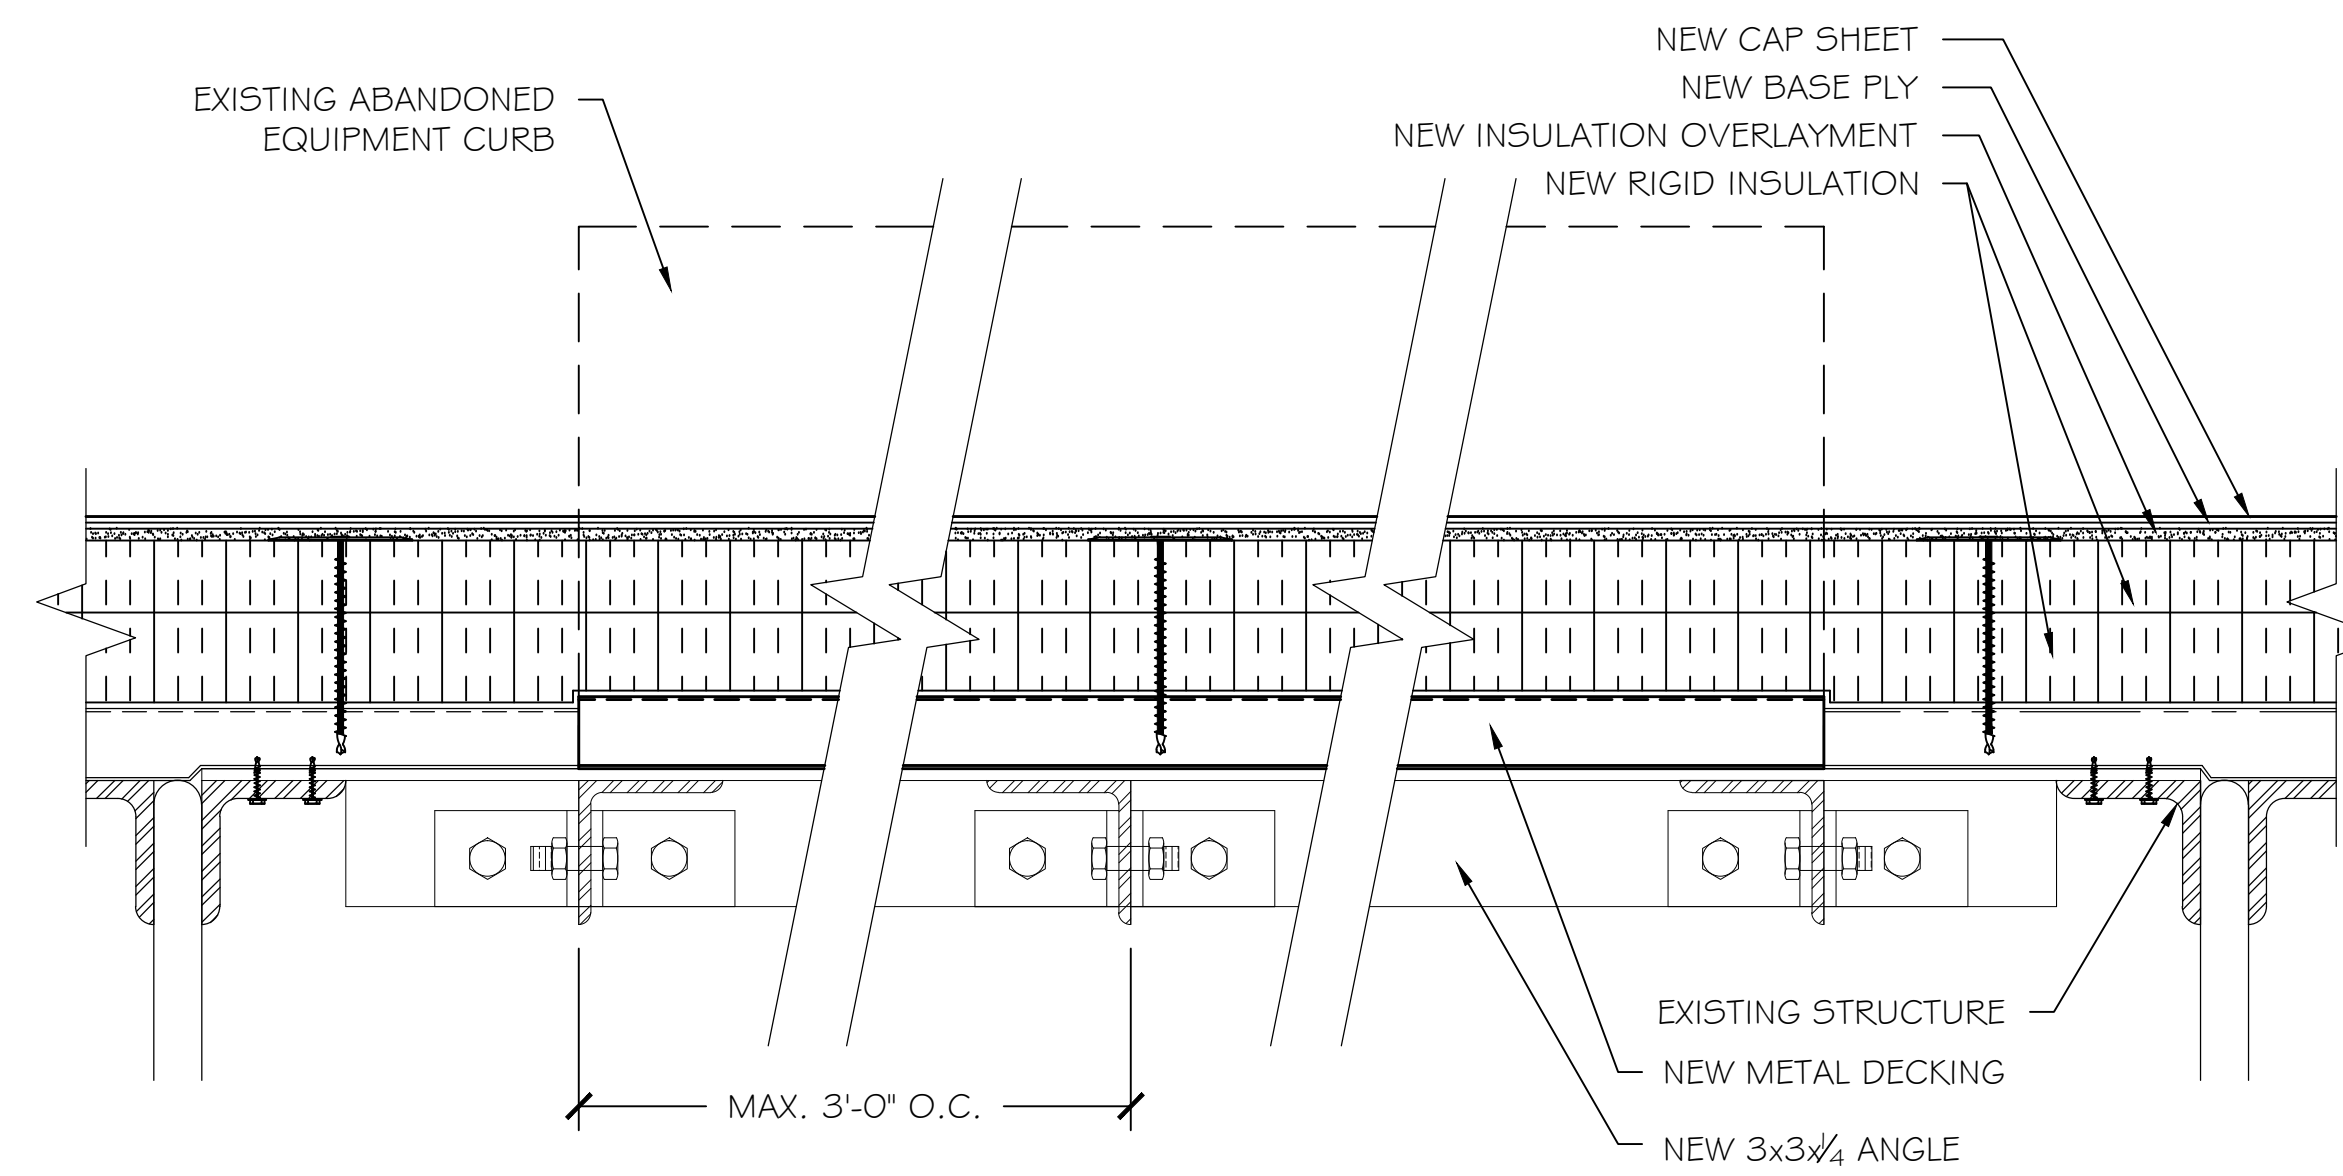 NEW CAP SHEET
EXISTING ABANDONED
EQUIPMENT CURB
NEW BASE PLY
NEW INSULATION OVERLAYMENT
NEW RIGID INSULATION
EXISTING STRUCTURE
NEW METAL DECKING
MAX. 3'-0" O.C.
NEW 3x3x1/4 ANGLE